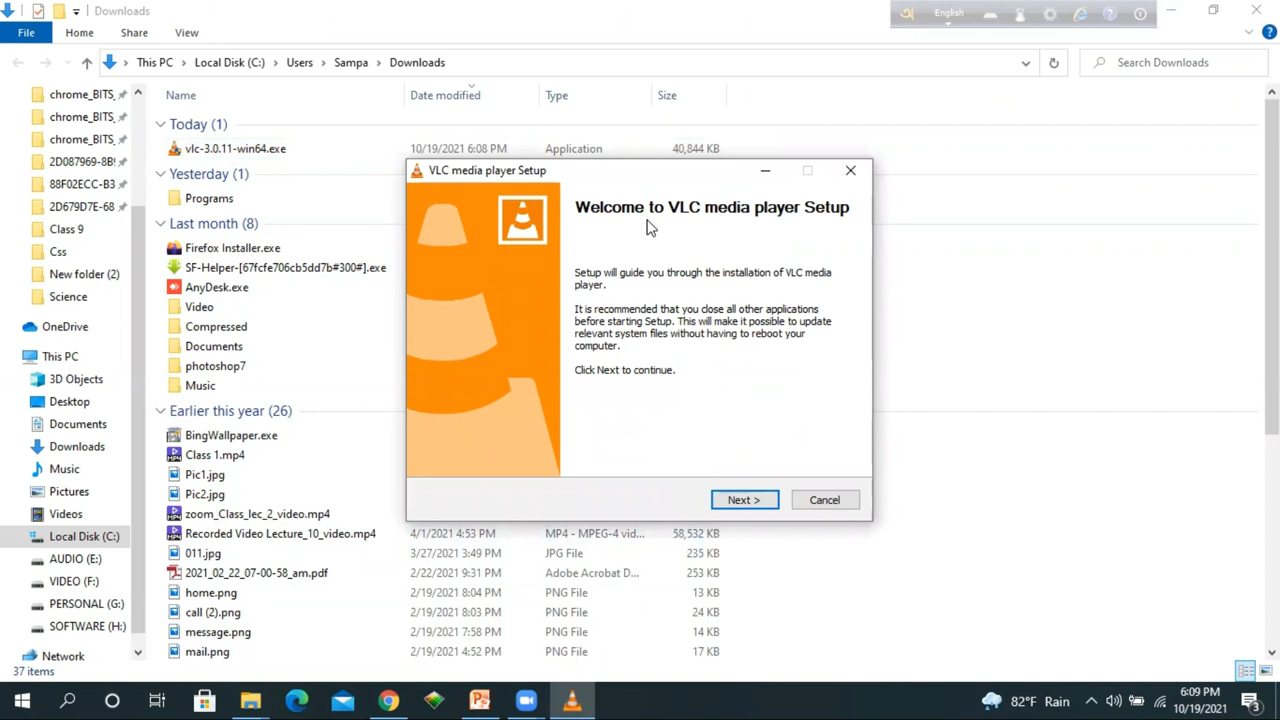 Downloads
English
File Home Share View
This PC Local Disk (C:) Users Sampa Downloads
Search Downloads
chrome_BITS_
chrome_BITS_
chrome_BITS_
2D087969-8B9
88F02ECC-B3
2D679D7E-68
Class 9
Css
New folder (2)
Science
OneDrive
This PC
3D Objects
Desktop
Documents
Downloads
Music
Pictures
Videos
Local Disk (C:)
AUDIO (E:)
VIDEO (F:)
PERSONAL (G:)
SOFTWARE (H:)
Network
Name Date modified Type Size
Today (1)
vlc-3.0.11-win64.exe 10/19/2021 6:08 PM Application 40,844 KB
Yesterday (1)
Programs
Last month (8)
Firefox Installer.exe
SF-Helper-[67fcfe706cb5dd7b#300#].exe
AnyDesk.exe
Video
Compressed
Documents
photoshop7
Music
Earlier this year (26)
BingWallpaper.exe
Class 1.mp4
Pic1.jpg
Pic2.jpg
zoom_Class_lec_2_video.mp4
Recorded Video Lecture_10_video.mp4 4/1/2021 4:53 PM MP4 - MPEG-4 vid... 58,532 KB
011.jpg 3/27/2021 3:49 PM JPG File 235 KB
2021_02_22_07-00-58_am.pdf 2/22/2021 9:31 PM Adobe Acrobat D... 253 KB
home.png 2/19/2021 8:04 PM PNG File 13 KB
call (2).png 2/19/2021 8:03 PM PNG File 24 KB
message.png 2/19/2021 7:58 PM PNG File 14 KB
mail.png 2/19/2021 4:52 PM PNG File 17 KB
VLC media player Setup
Welcome to VLC media player Setup
Setup will guide you through the installation of VLC media
player.
It is recommended that you close all other applications
before starting Setup. This will make it possible to update
relevant system files without having to reboot your
computer.
Click Next to continue.
Next > Cancel
37 items
82°F Rain
6:09 PM
10/19/2021
3